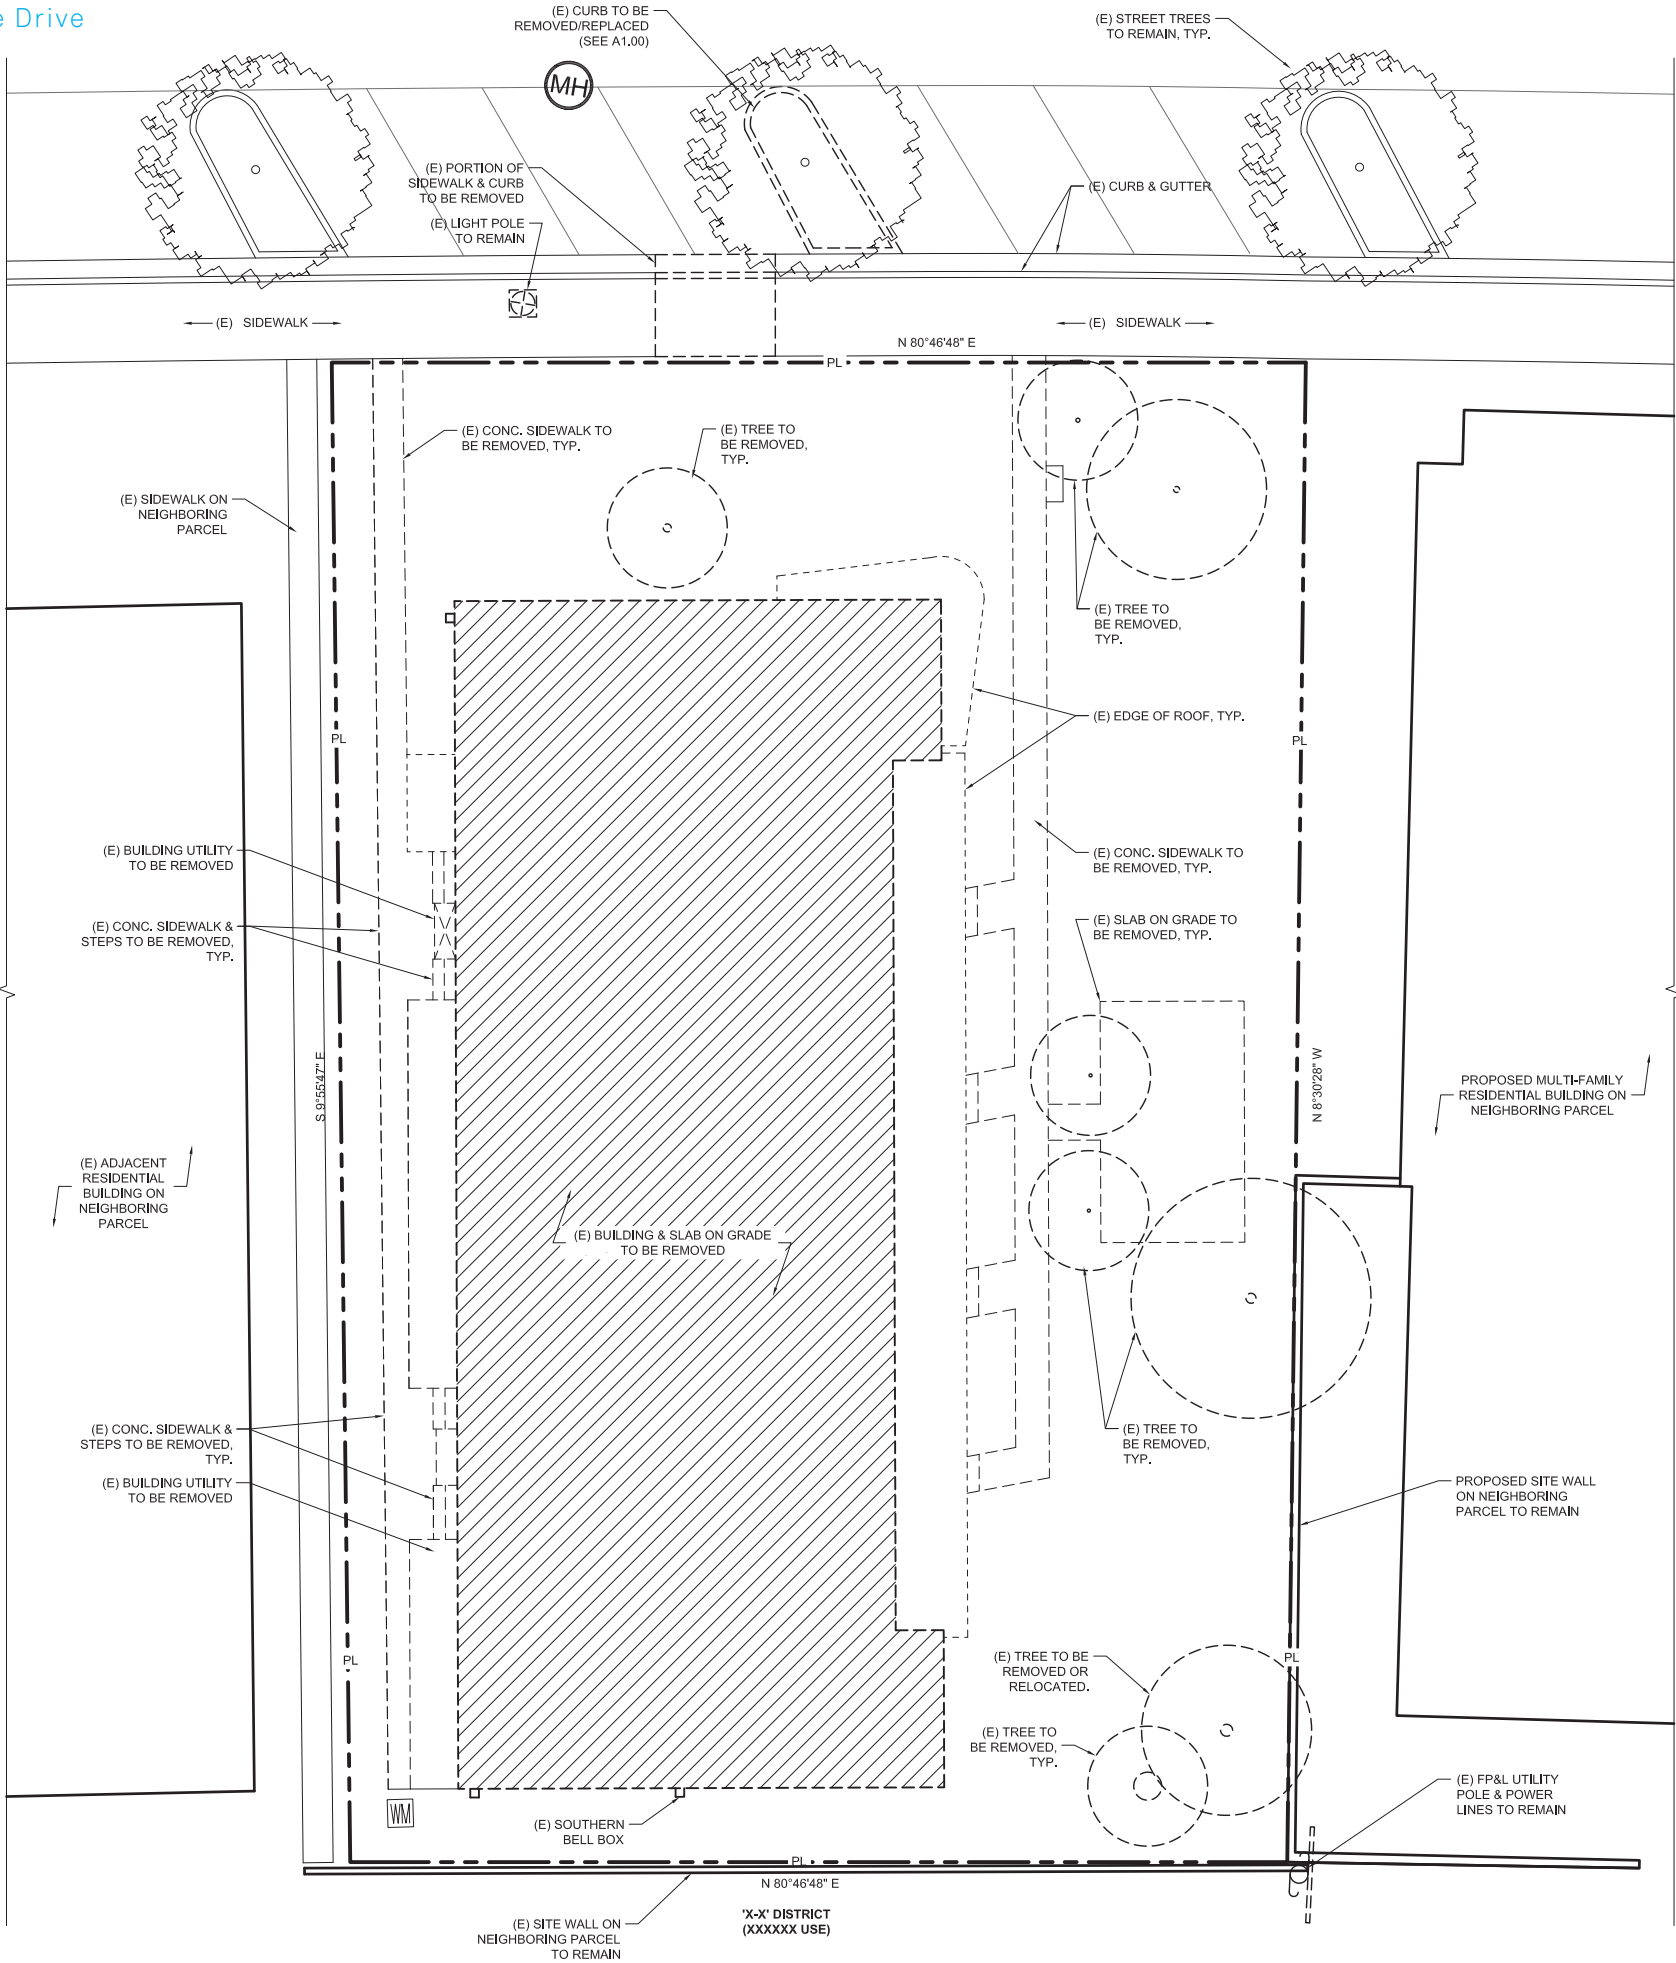 e Drive
(E) CURB TO BE
REMOVED/REPLACED
(SEE A1.00)
(E) STREET TREES
TO REMAIN, TYP.
MH
(E) PORTION OF
SIDEWALK & CURB
TO BE REMOVED
(E) CURB & GUTTER
(E) LIGHT POLE
TO REMAIN
(E) SIDEWALK
(E) SIDEWALK
N 80°46'48" E
PL
(E) CONC. SIDEWALK TO
BE REMOVED, TYP.
(E) TREE TO
BE REMOVED,
TYP.
(E) SIDEWALK ON
NEIGHBORING
PARCEL
(E) TREE TO
BE REMOVED,
TYP.
(E) EDGE OF ROOF, TYP.
PL
PL
(E) BUILDING UTILITY
TO BE REMOVED
(E) CONC. SIDEWALK TO
BE REMOVED, TYP.
(E) CONC. SIDEWALK &
STEPS TO BE REMOVED,
TYP.
(E) SLAB ON GRADE TO
BE REMOVED, TYP.
S 9°55'47" E
N 8°30'28" W
PROPOSED MULTI-FAMILY
RESIDENTIAL BUILDING ON
NEIGHBORING PARCEL
(E) ADJACENT
RESIDENTIAL
BUILDING ON
NEIGHBORING
PARCEL
(E) BUILDING & SLAB ON GRADE
TO BE REMOVED
(E) CONC. SIDEWALK &
STEPS TO BE REMOVED,
TYP.
(E) TREE TO
BE REMOVED,
TYP.
(E) BUILDING UTILITY
TO BE REMOVED
PROPOSED SITE WALL
ON NEIGHBORING
PARCEL TO REMAIN
PL
PL
(E) TREE TO BE
REMOVED OR
RELOCATED.
(E) TREE TO
BE REMOVED,
TYP.
(E) FP&L UTILITY
POLE & POWER
LINES TO REMAIN
WM
(E) SOUTHERN
BELL BOX
PL
N 80°46'48" E
'X-X' DISTRICT
(XXXXXX USE)
(E) SITE WALL ON
NEIGHBORING PARCEL
TO REMAIN